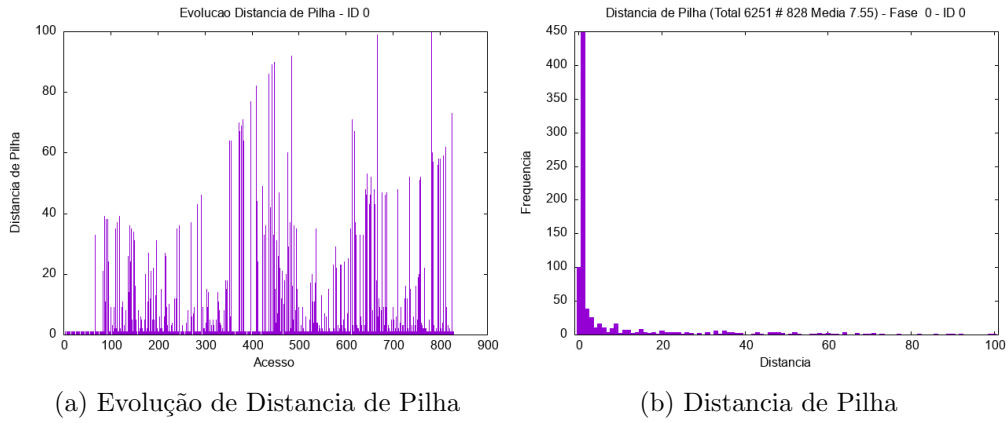 Evolucao Distancia de Pilha - ID 0
100
80
60
40
20
0
Distancia de Pilha
0 100 200 300 400 500 600 700 800 900
Acesso
(a) Evolução de Distancia de Pilha
Distancia de Pilha (Total 6251 # 828 Media 7.55) - Fase 0 - ID 0
450
400
350
300
250
200
150
100
50
0
Frequencia
0 20 40 60 80 100
Distancia
(b) Distancia de Pilha